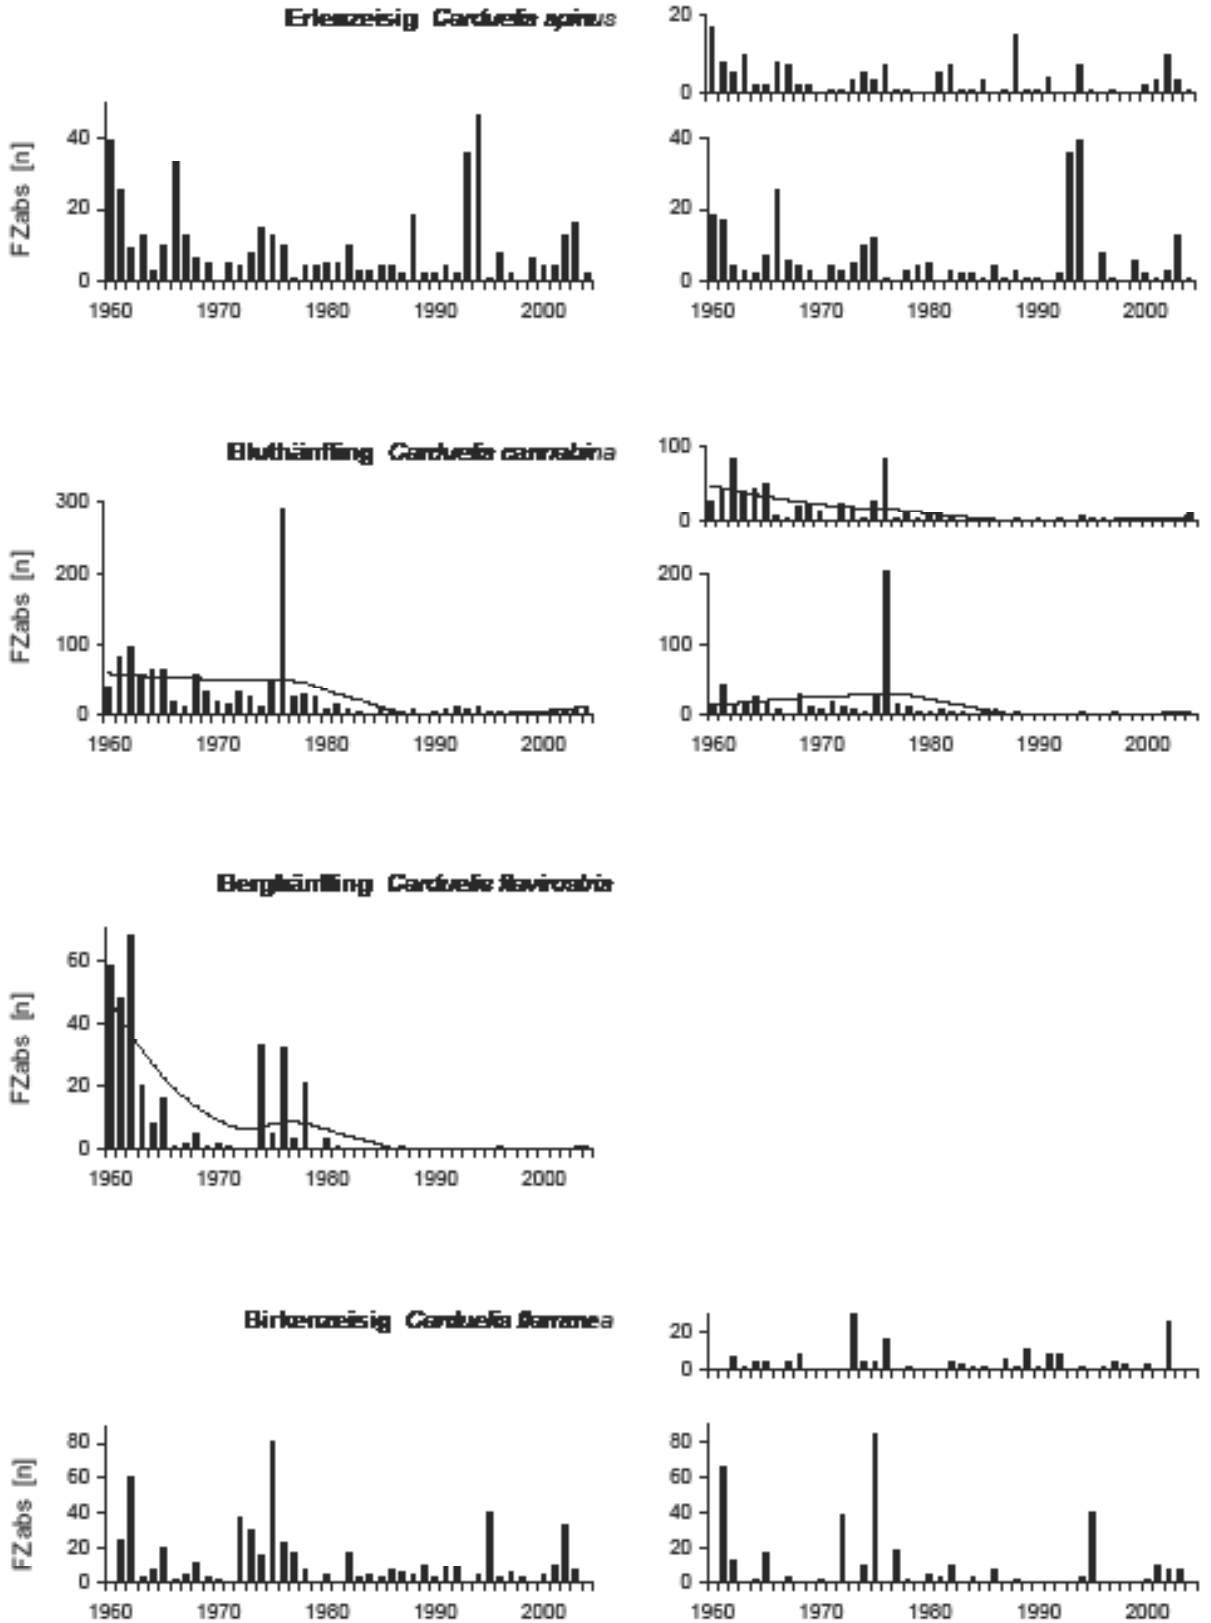 Erlenzeisig Carduelis spinus
20
0
FZabs [n]
40
20
0
1960 1970 1980 1990 2000
40
20
0
1960 1970 1980 1990 2000
Bluthänfling Carduelis cannabina
100
0
FZabs [n]
300
200
100
0
1960 1970 1980 1990 2000
200
100
0
1960 1970 1980 1990 2000
Berghänfling Carduelis flavirostris
FZabs [n]
60
40
20
0
1960 1970 1980 1990 2000
Birkenzeisig Carduelis flammea
20
0
FZabs [n]
80
60
40
20
0
1960 1970 1980 1990 2000
80
60
40
20
0
1960 1970 1980 1990 2000